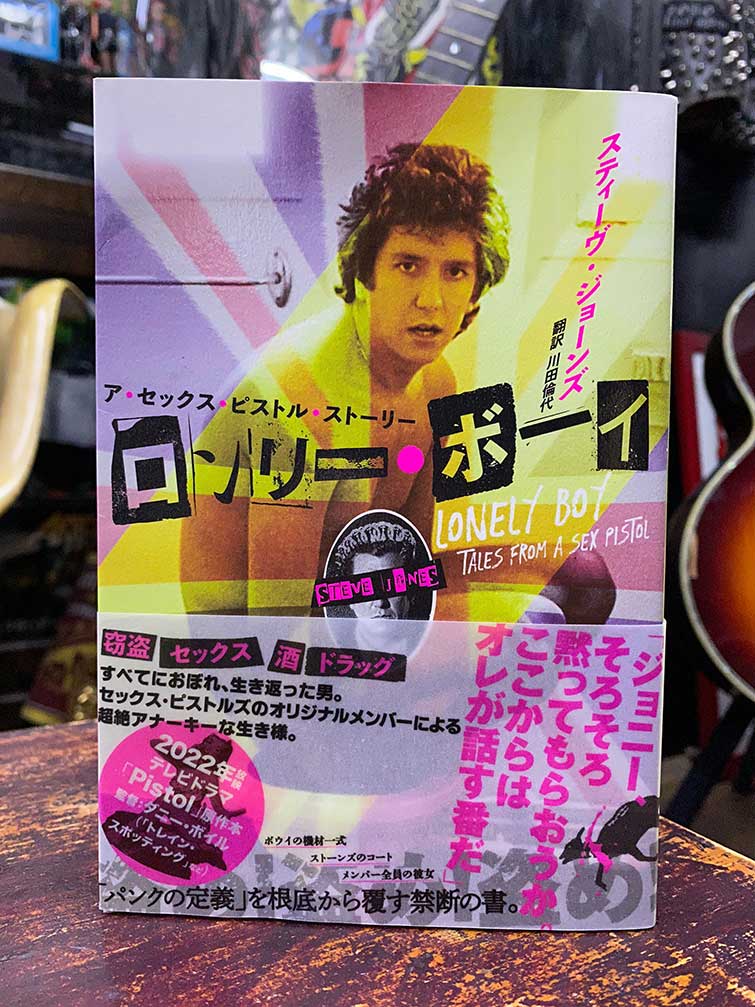 スティーヴ・ジョーンズ
翻訳 川田倫代
ア・セックス・ピストル・ストーリー
ロンリー・ボーイ
LONELY BOY
TALES FROM A SEX PISTOL
STEVE JONES
「ジョニー、
そろそろ
黙ってもらおうか。
ここからは
オレが話す番だ」
窃盗 セックス 酒 ドラッグ
すべてにおぼれ、生き返った男。
セックス・ピストルズのオリジナルメンバーによる
超絶アナーキーな生き様。
2022年放映
テレビドラマ
「Pistol」原作本
監督:ダニー・ボイル
(「トレイン・
スポッティング」
ボウイの機材一式
ストーンズのコート
メンバー全員の彼女
「パンクの定義」を根底から覆す禁断の書。